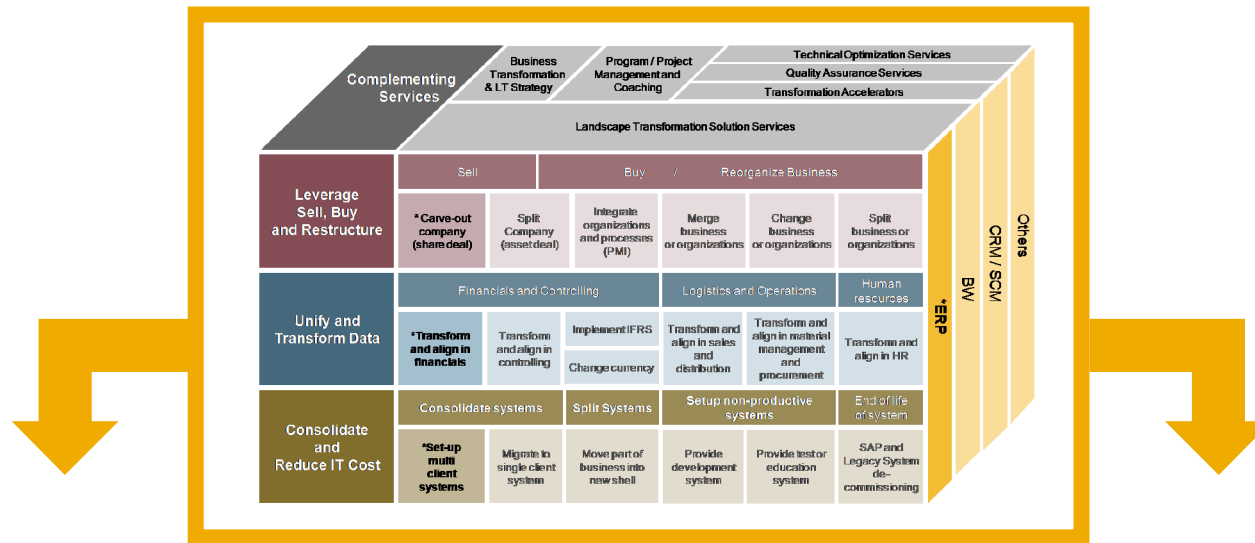 Complementing
Services
Business
Transformation
& LT Strategy
Program / Project
Management and
Coaching
Technical Optimization Services
Quality Assurance Services
Transformation Accelerators
Landscape Transformation Solution Services
Leverage
Sell, Buy
and Restructure
Sell
Buy / Reorganize Business
*Carve-out
company
(share deal)
Split
Company
(asset deal)
Integrate
organizations
and processes
(PMI)
Merge
business
or organizations
Change
business
or organizations
Split
business or
organizations
Unify and
Transform Data
Financials and Controlling
Logistics and Operations
Human
resources
*Transform
and align in
financials
Transform
and align in
controlling
Implement IFRS
Change currency
Transform and
align in sales
and
distribution
Transform and
align in material
management
and
procurement
Transform and
align in HR
Consolidate
and
Reduce IT Cost
Consolidate systems
Split Systems
Setup non-productive
systems
End of life
of system
*Set-up
multi
client
systems
Migrate to
single client
system
Move part of
business into
new shell
Provide
development
system
Provide test or
education
system
SAP and
Legacy System
de-
commissioning
*ERP
BW
CRM / SCM
Others